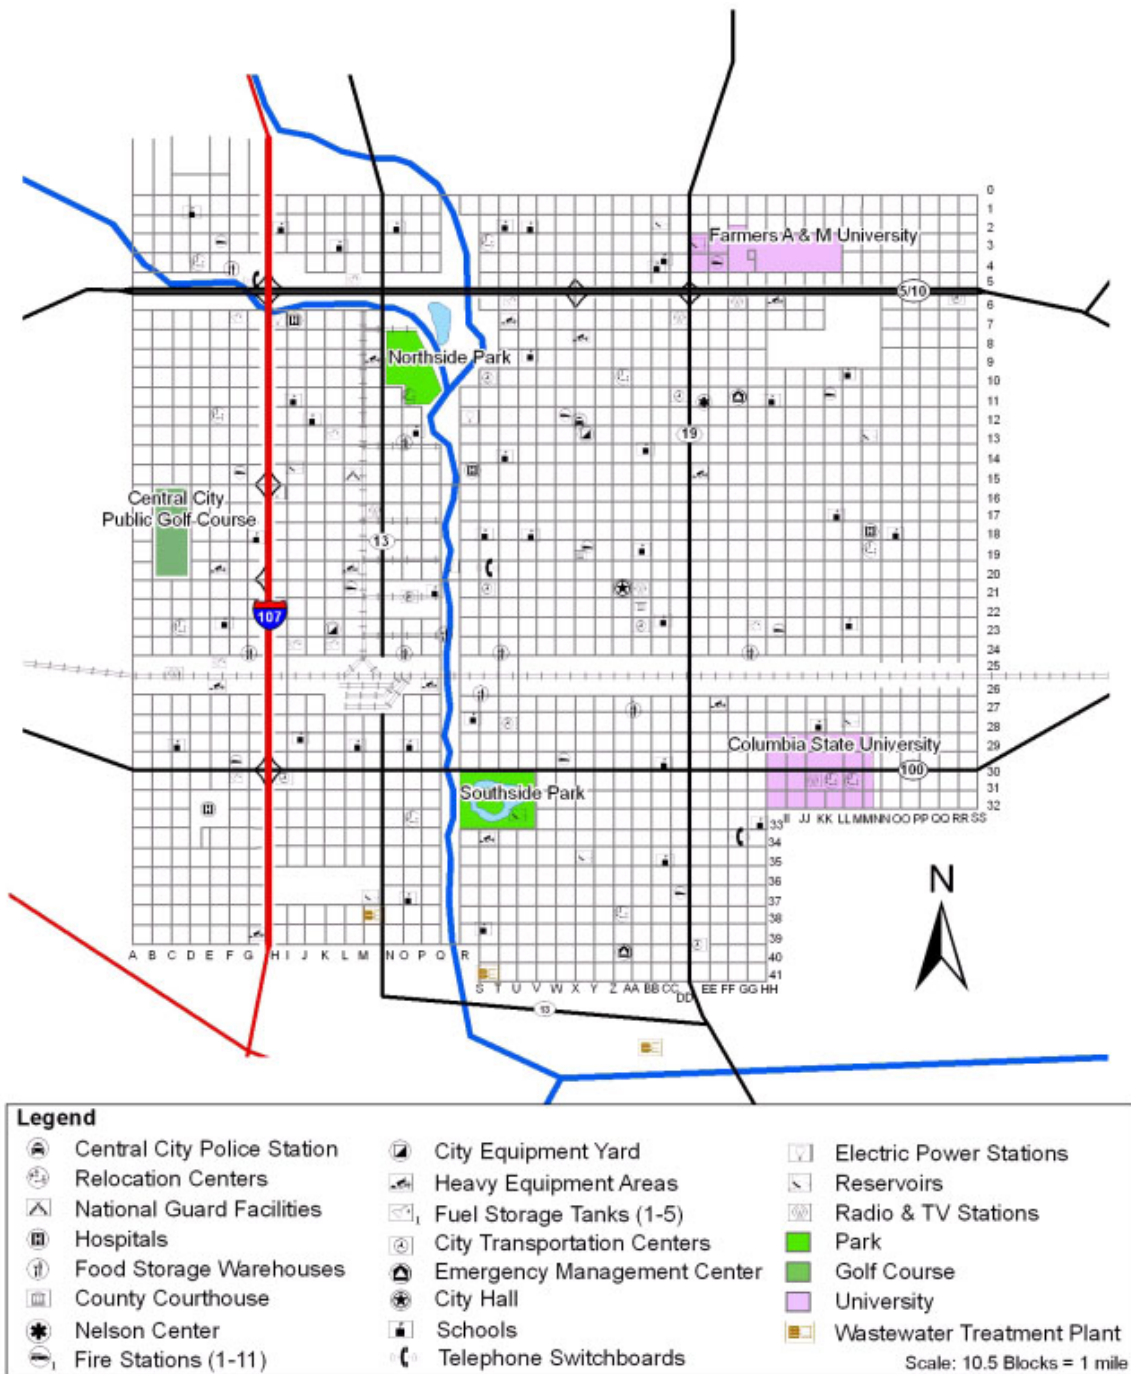 0
1
2
3
4
5
6
7
8
9
10
11
12
13
14
15
16
17
18
19
20
21
22
23
24
25
26
27
28
29
30
31
32
Farmers A & M University
5/10
Northside Park
19
Central City
Public Golf Course
13
107
Columbia State University
100
Southside Park
II JJ KK LL MM NN OO PP QQ RR SS
33
34
35
36
37
38
39
40
41
A B C D E F G H I J K L M N O P Q R
S T U V W X Y Z AA BB CC DD EE FF GG HH
13
N
Legend
Central City Police Station
Relocation Centers
National Guard Facilities
Hospitals
Food Storage Warehouses
County Courthouse
Nelson Center
1 Fire Stations (1-11)
City Equipment Yard
Heavy Equipment Areas
1 Fuel Storage Tanks (1-5)
City Transportation Centers
Emergency Management Center
City Hall
Schools
Telephone Switchboards
Electric Power Stations
Reservoirs
Radio & TV Stations
Park
Golf Course
University
Wastewater Treatment Plant
Scale: 10.5 Blocks = 1 mile